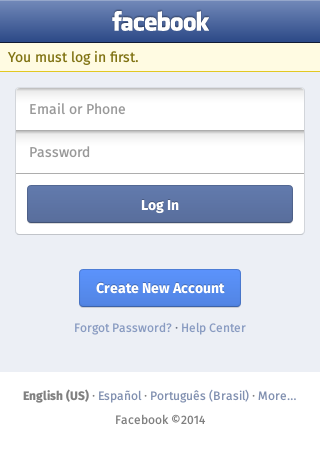 facebook
You must log in first.
Email or Phone
Password
Log In
Create New Account
Forgot Password? · Help Center
English (US) · Español · Português (Brasil) · More...
Facebook ©2014